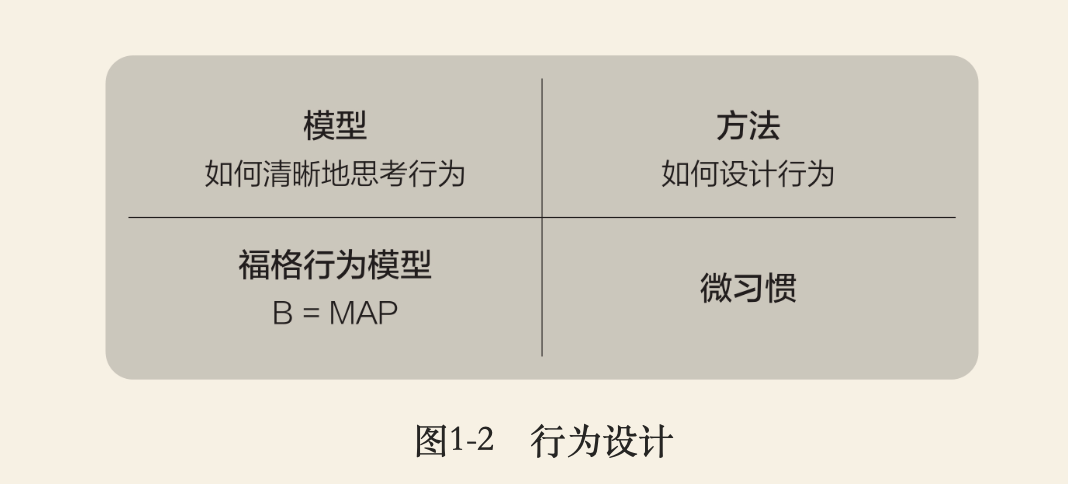 模型
如何清晰地思考行为
方法
如何设计行为
福格行为模型
B = MAP
微习惯
图1-2 行为设计